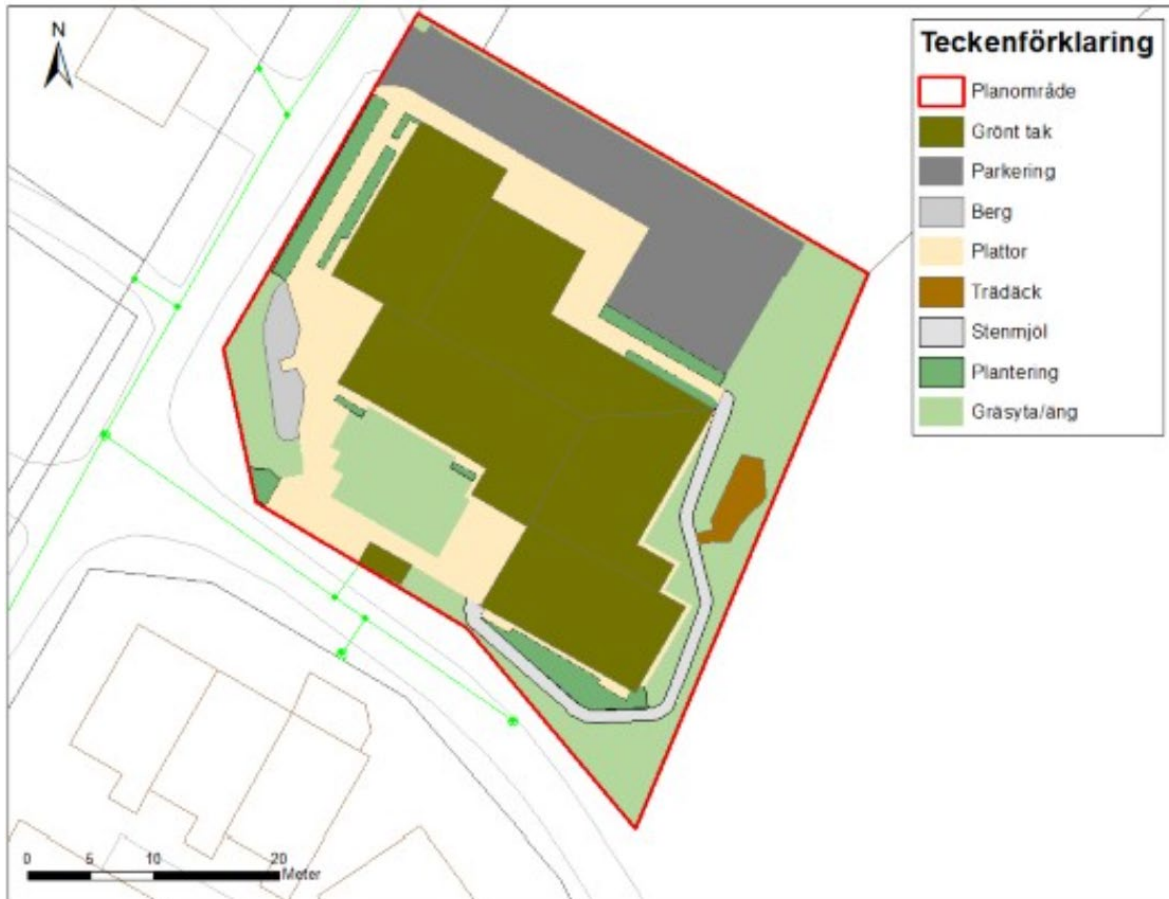 N
Teckenförklaring
Planområde
Grönt tak
Parkering
Berg
Plattor
Trädäck
Stenmjöl
Plantering
Gräsyta/äng
0 5 10 20
Meter